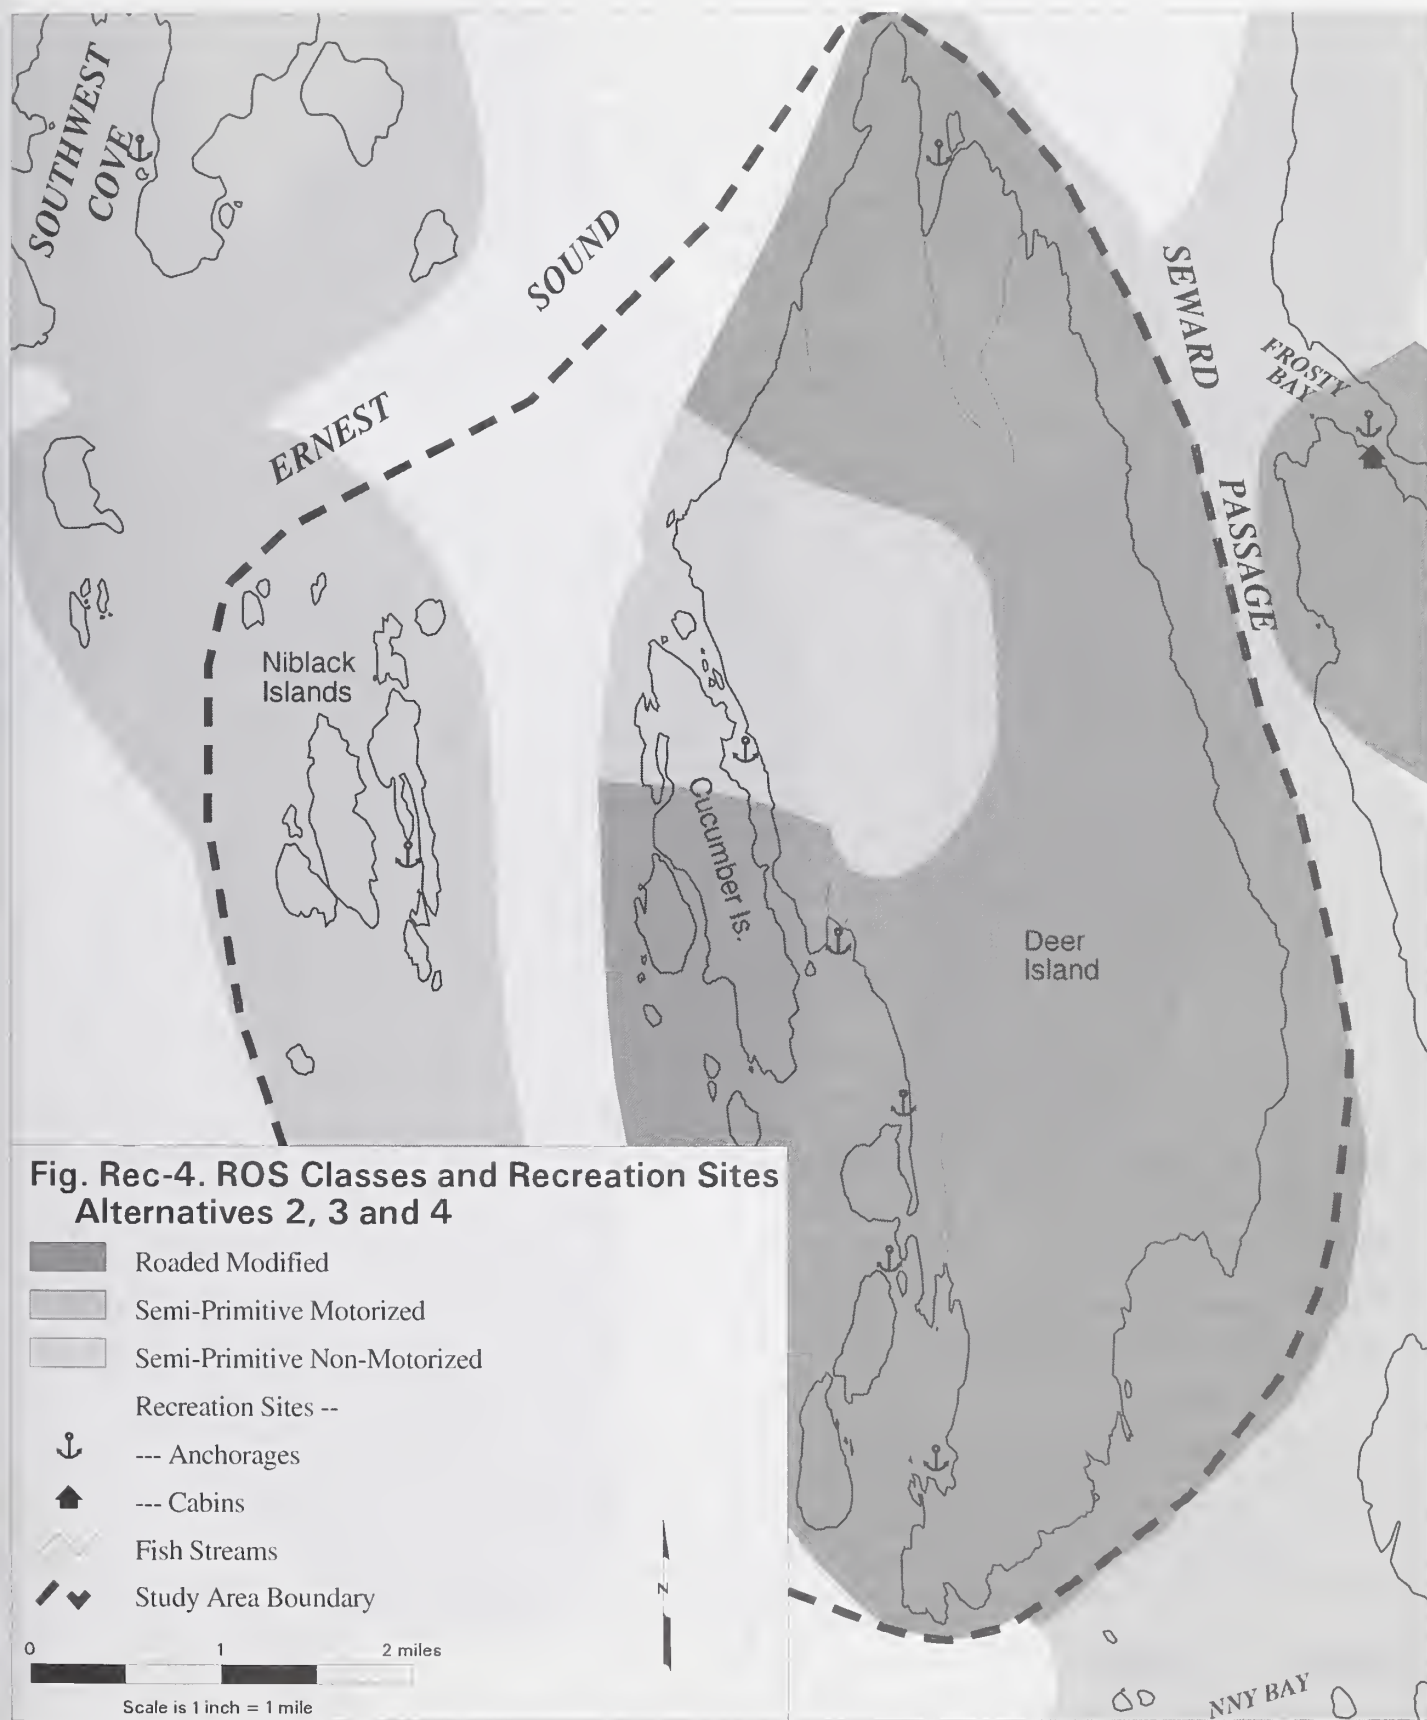 SOUTHWEST
COVE
SOUND
ERNEST
SEWARD
PASSAGE
FROSTY
BAY
Niblack
Islands
Cucumber Is.
Deer
Island
NNY BAY
Fig. Rec-4. ROS Classes and Recreation Sites
Alternatives 2, 3 and 4
Roaded Modified
Semi-Primitive Motorized
Semi-Primitive Non-Motorized
Recreation Sites --
--- Anchorages
--- Cabins
Fish Streams
Study Area Boundary
N
0 1 2 miles
Scale is 1 inch = 1 mile